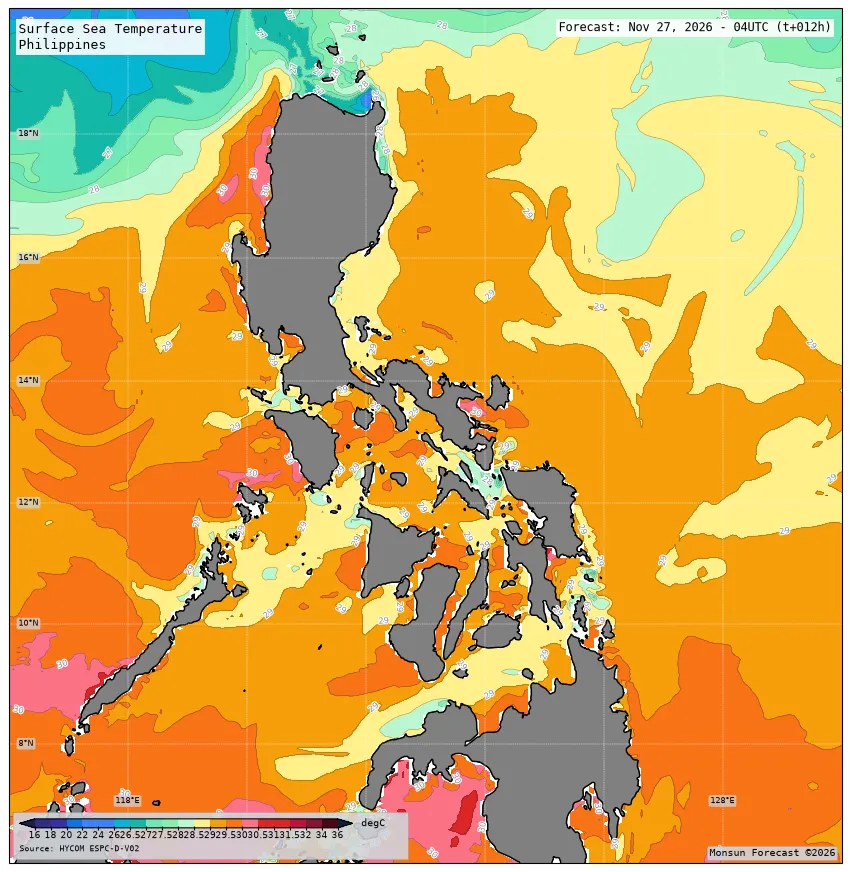 Surface Sea Temperature
Philippines
Forecast: Nov 27, 2026 - 04UTC (t+012h)
18°N
16°N
14°N
12°N
10°N
8°N
118°E
128°E
16 18 20 22 24 26 26.5 27 27.5 28 28.5 29 29.5 30 30.5 31 31.5 32 34 36 degC
Source: HYCOM ESPC-D-V02
Monsun Forecast ©2026